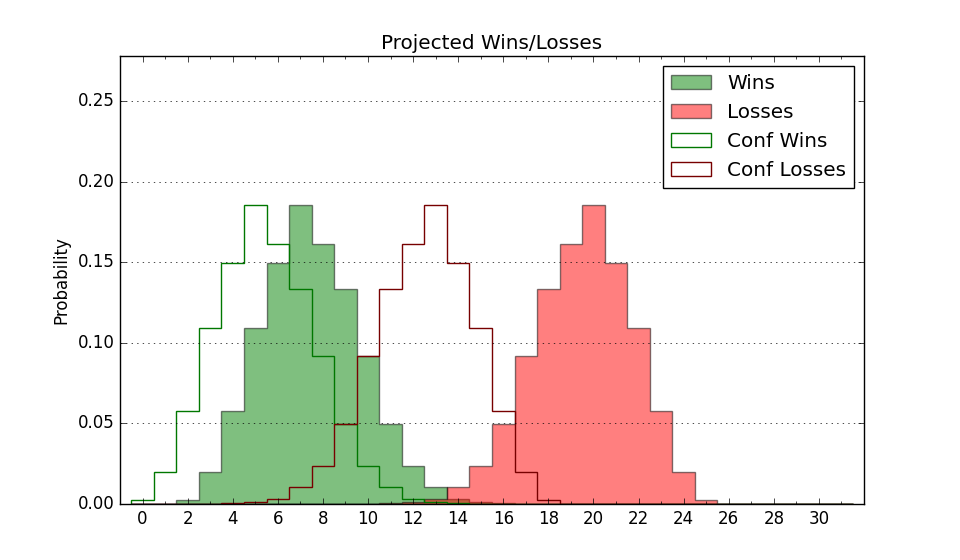 Projected Wins/Losses
Wins
Losses
Conf Wins
Conf Losses
Probability
0.25
0.20
0.15
0.10
0.05
0.00
0 2 4 6 8 10 12 14 16 18 20 22 24 26 28 30